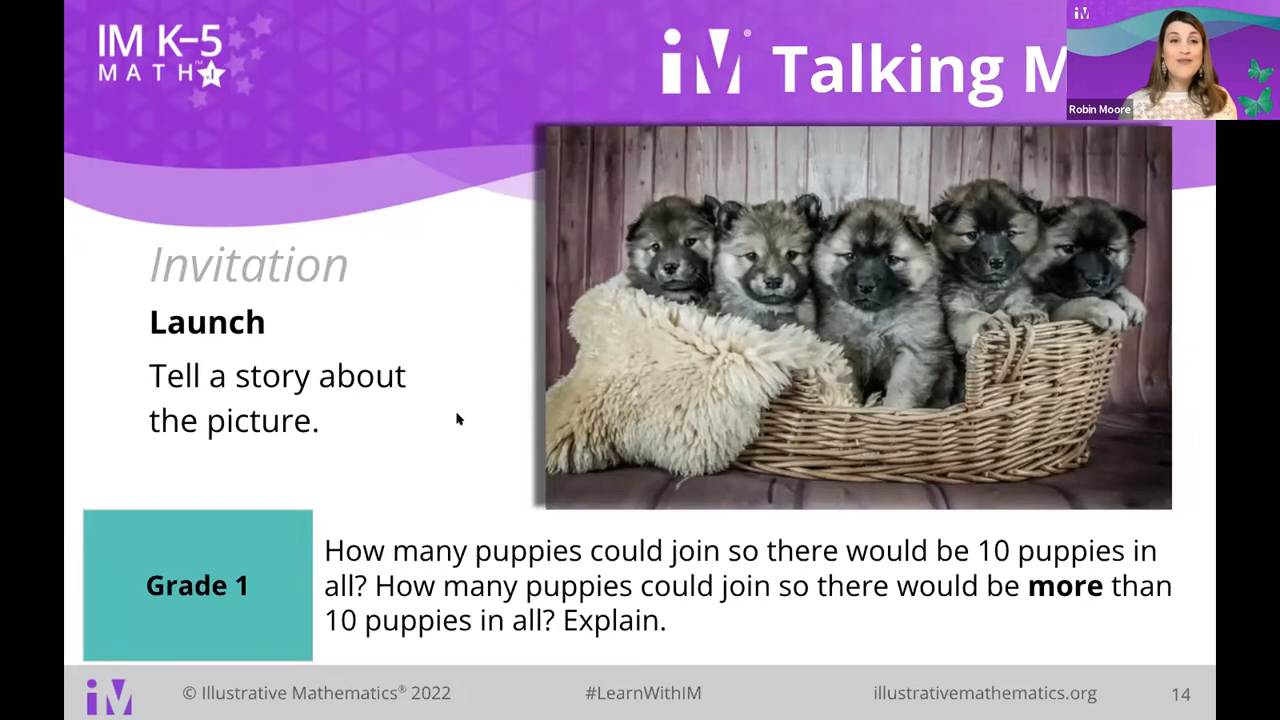 IM K–5
MATH™
iM® Talking M
Robin Moore
Invitation
Launch
Tell a story about
the picture.
Grade 1
How many puppies could join so there would be 10 puppies in
all? How many puppies could join so there would be more than
10 puppies in all? Explain.
iM
© Illustrative Mathematics® 2022
#LearnWithIM
illustrativemathematics.org
14